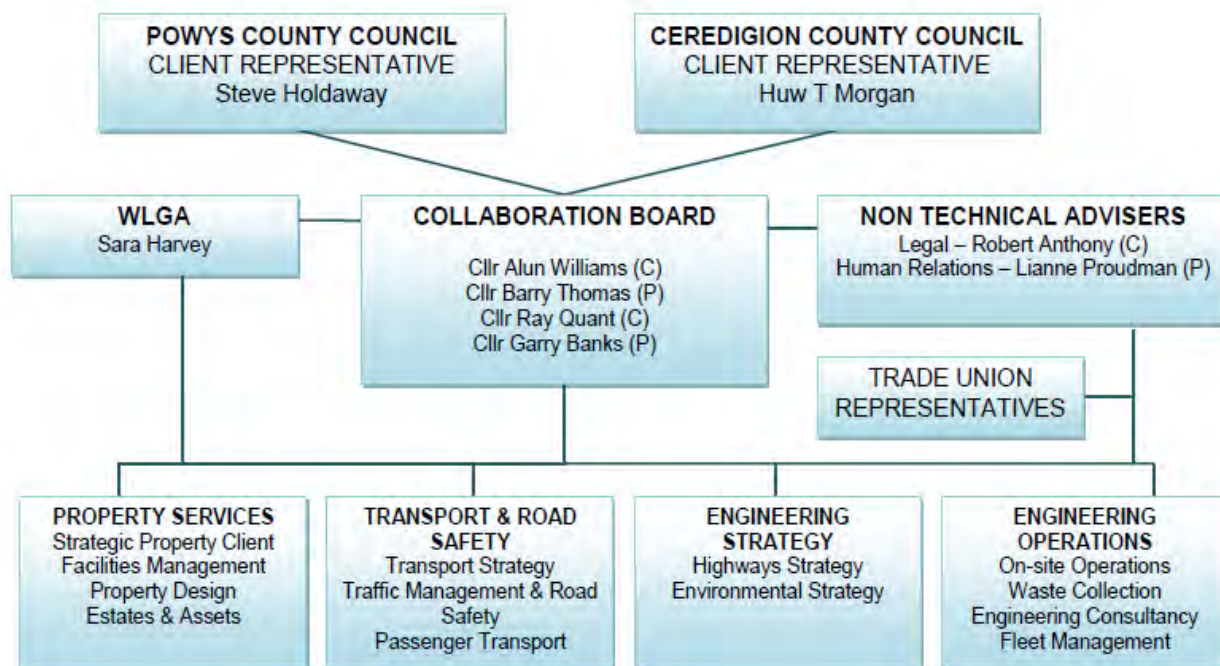 POWYS COUNTY COUNCIL
CLIENT REPRESENTATIVE
Steve Holdaway
CEREDIGION COUNTY COUNCIL
CLIENT REPRESENTATIVE
Huw T Morgan
WLGA
Sara Harvey
COLLABORATION BOARD
Cllr Alun Williams (C)
Cllr Barry Thomas (P)
Cllr Ray Quant (C)
Cllr Garry Banks (P)
NON TECHNICAL ADVISERS
Legal – Robert Anthony (C)
Human Relations – Lianne Proudman (P)
TRADE UNION
REPRESENTATIVES
PROPERTY SERVICES
Strategic Property Client
Facilities Management
Property Design
Estates & Assets
TRANSPORT & ROAD
SAFETY
Transport Strategy
Traffic Management & Road
Safety
Passenger Transport
ENGINEERING
STRATEGY
Highways Strategy
Environmental Strategy
ENGINEERING
OPERATIONS
On-site Operations
Waste Collection
Engineering Consultancy
Fleet Management